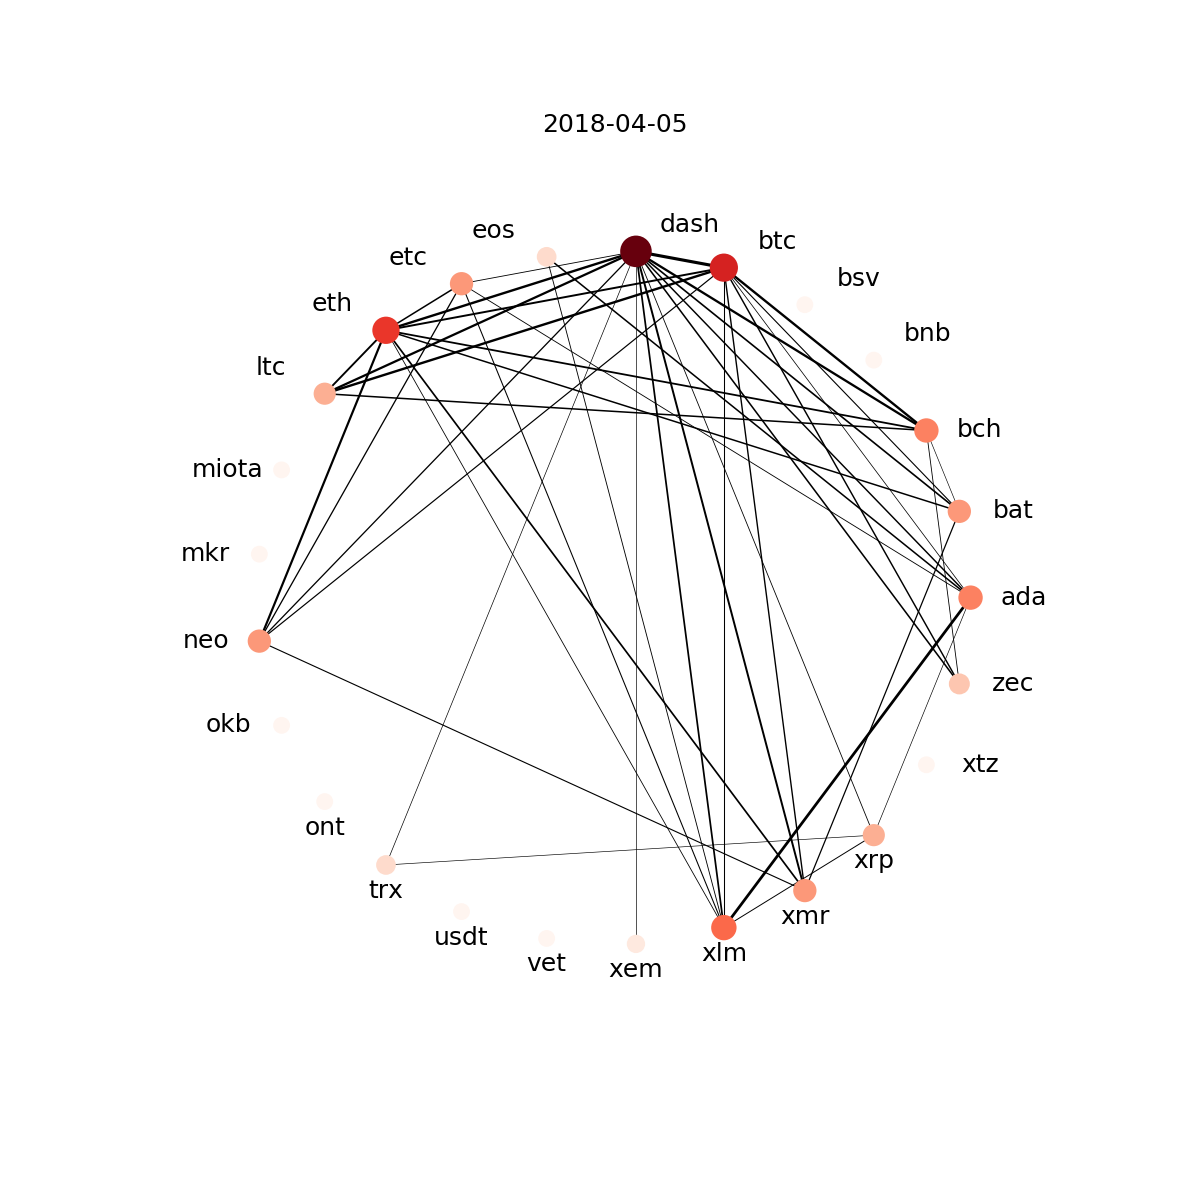 2018-04-05
dash
eos
btc
etc
bsv
eth
bnb
ltc
bch
miota
bat
mkr
ada
neo
zec
okb
xtz
ont
xrp
trx
xmr
usdt
xlm
vet
xem